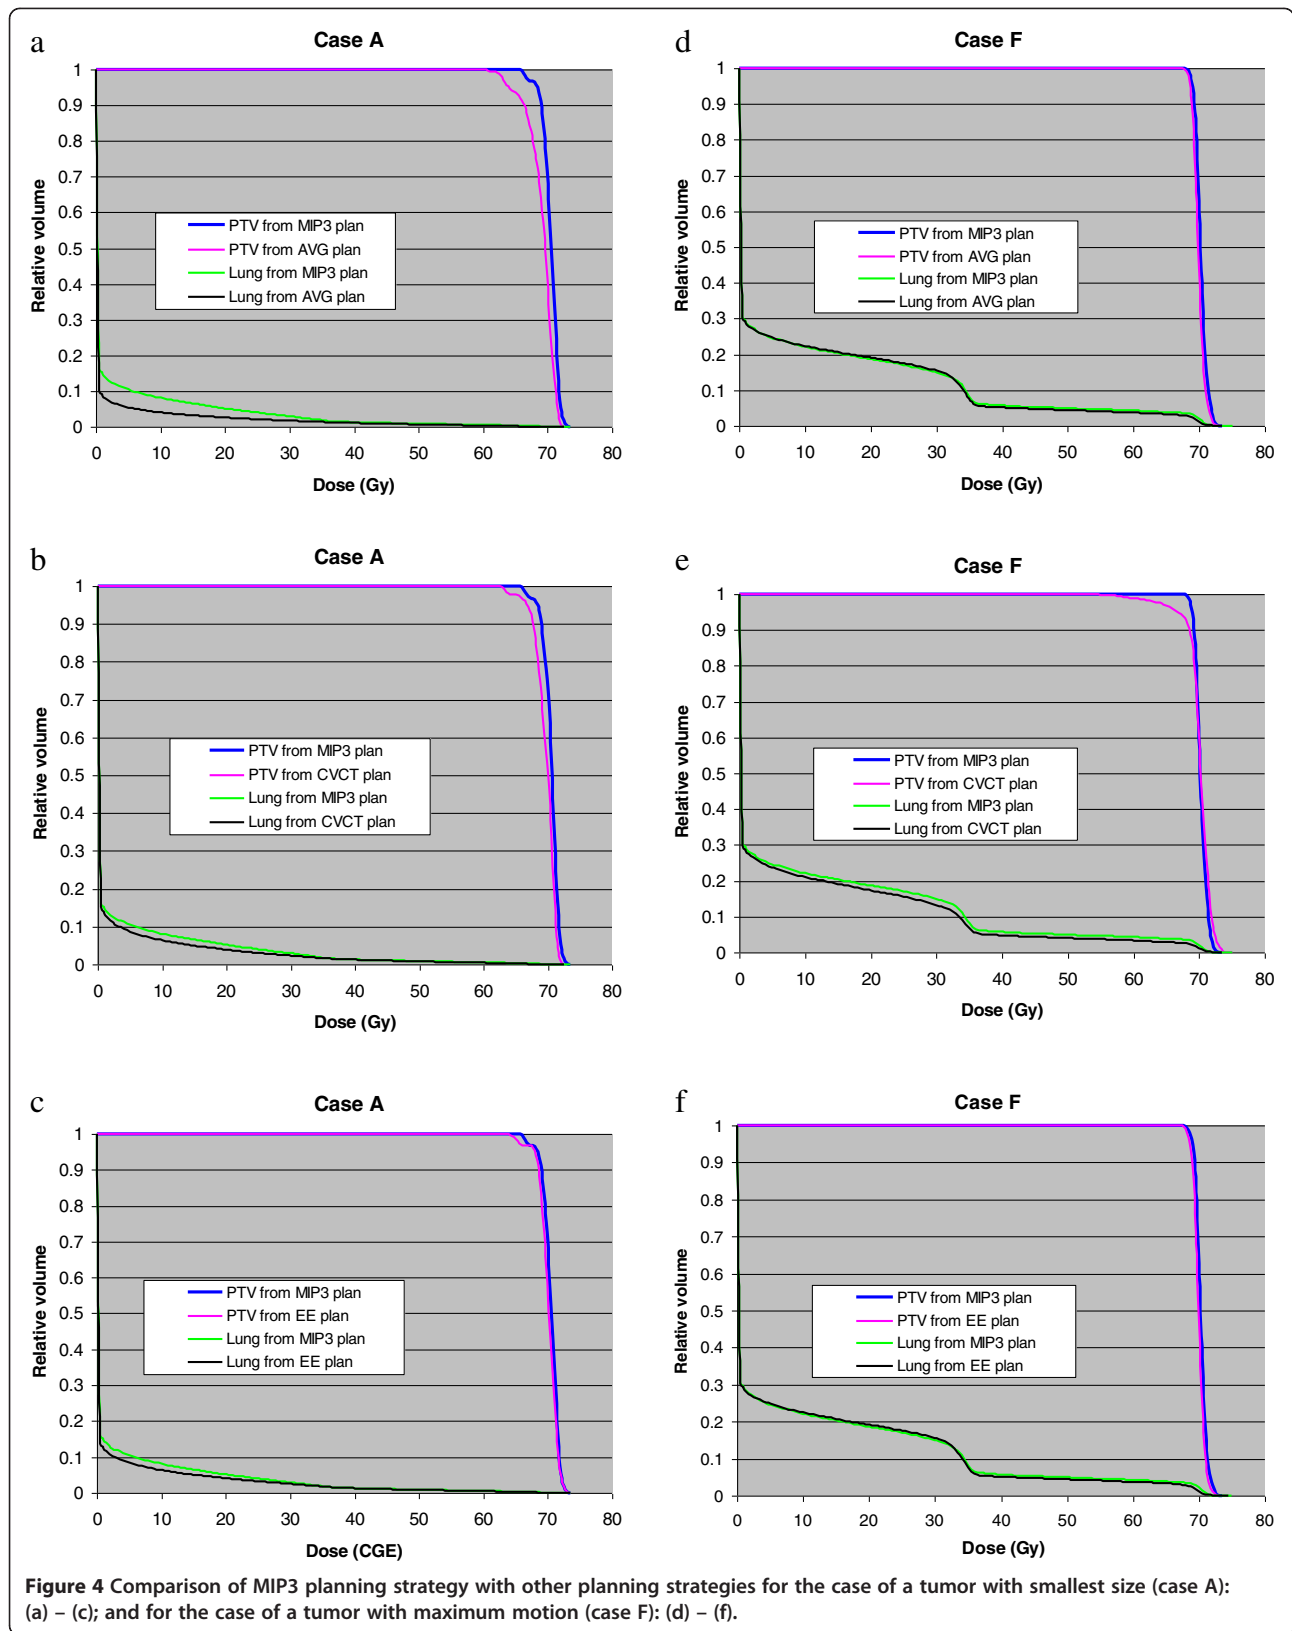 a
Case A
1
0.9
0.8
0.7
0.6
0.5
0.4
0.3
0.2
0.1
0
Relative volume
PTV from MIP3 plan
PTV from AVG plan
Lung from MIP3 plan
Lung from AVG plan
0 10 20 30 40 50 60 70 80
Dose (Gy)
d
Case F
1
0.9
0.8
0.7
0.6
0.5
0.4
0.3
0.2
0.1
0
Relative volume
PTV from MIP3 plan
PTV from AVG plan
Lung from MIP3 plan
Lung from AVG plan
0 10 20 30 40 50 60 70 80
Dose (Gy)
b
Case A
1
0.9
0.8
0.7
0.6
0.5
0.4
0.3
0.2
0.1
0
Relative volume
PTV from MIP3 plan
PTV from CVCT plan
Lung from MIP3 plan
Lung from CVCT plan
0 10 20 30 40 50 60 70 80
Dose (Gy)
e
Case F
1
0.9
0.8
0.7
0.6
0.5
0.4
0.3
0.2
0.1
0
Relative volume
PTV from MIP3 plan
PTV from CVCT plan
Lung from MIP3 plan
Lung from CVCT plan
0 10 20 30 40 50 60 70 80
Dose (Gy)
c
Case A
1
0.9
0.8
0.7
0.6
0.5
0.4
0.3
0.2
0.1
0
Relative volume
PTV from MIP3 plan
PTV from EE plan
Lung from MIP3 plan
Lung from EE plan
0 10 20 30 40 50 60 70 80
Dose (CGE)
f
Case F
1
0.9
0.8
0.7
0.6
0.5
0.4
0.3
0.2
0.1
0
Relative volume
PTV from MIP3 plan
PTV from EE plan
Lung from MIP3 plan
Lung from EE plan
0 10 20 30 40 50 60 70 80
Dose (Gy)
Figure 4 Comparison of MIP3 planning strategy with other planning strategies for the case of a tumor with smallest size (case A):
(a) – (c); and for the case of a tumor with maximum motion (case F): (d) – (f).